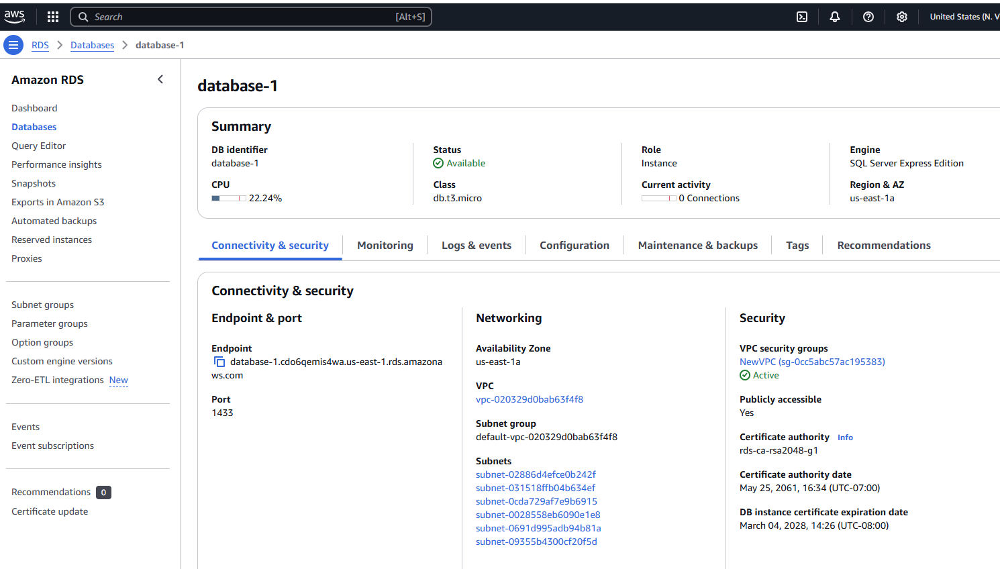 aws
Search [Alt+S]
United States (N. V
RDS > Databases > database-1
Amazon RDS
Dashboard
Databases
Query Editor
Performance insights
Snapshots
Exports in Amazon S3
Automated backups
Reserved instances
Proxies
Subnet groups
Parameter groups
Option groups
Custom engine versions
Zero-ETL integrations New
Events
Event subscriptions
Recommendations 0
Certificate update
database-1
Summary
DB identifier
database-1
CPU
22.24%
Status
Available
Class
db.t3.micro
Role
Instance
Current activity
0 Connections
Engine
SQL Server Express Edition
Region & AZ
us-east-1a
Connectivity & security
Monitoring
Logs & events
Configuration
Maintenance & backups
Tags
Recommendations
Connectivity & security
Endpoint & port
Endpoint
database-1.cdo6qemis4wa.us-east-1.rds.amazona
ws.com
Port
1433
Networking
Availability Zone
us-east-1a
VPC
vpc-020329d0bab63f4f8
Subnet group
default-vpc-020329d0bab63f4f8
Subnets
subnet-02886d4efce0b242f
subnet-031518ffb04b634ef
subnet-0cda729af7e9b6915
subnet-0028558eb6090e1e8
subnet-0691d995adb94b81a
subnet-09355b4300cf20f5d
Security
VPC security groups
NewVPC (sg-0cc5abc57ac195383)
Active
Publicly accessible
Yes
Certificate authority Info
rds-ca-rsa2048-g1
Certificate authority date
May 25, 2061, 16:34 (UTC-07:00)
DB instance certificate expiration date
March 04, 2028, 14:26 (UTC-08:00)